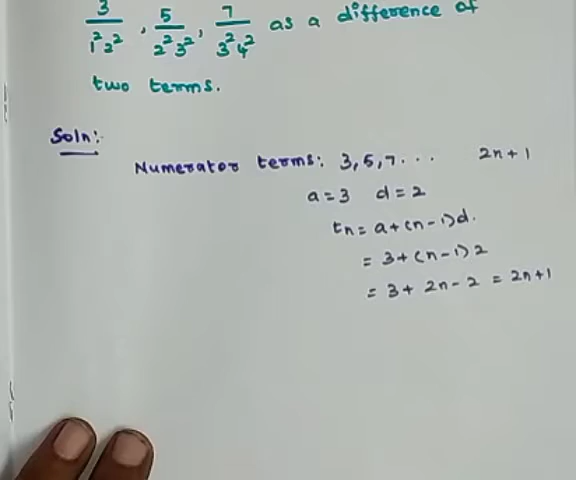 3/1²2², 5/2²3², 7/3²4² as a difference of
two terms.
Soln:
Numerator terms: 3, 5, 7 ... 2n+1
a = 3 d = 2
tn = a+(n-1)d.
= 3+(n-1)2
= 3+ 2n-2 = 2n+1